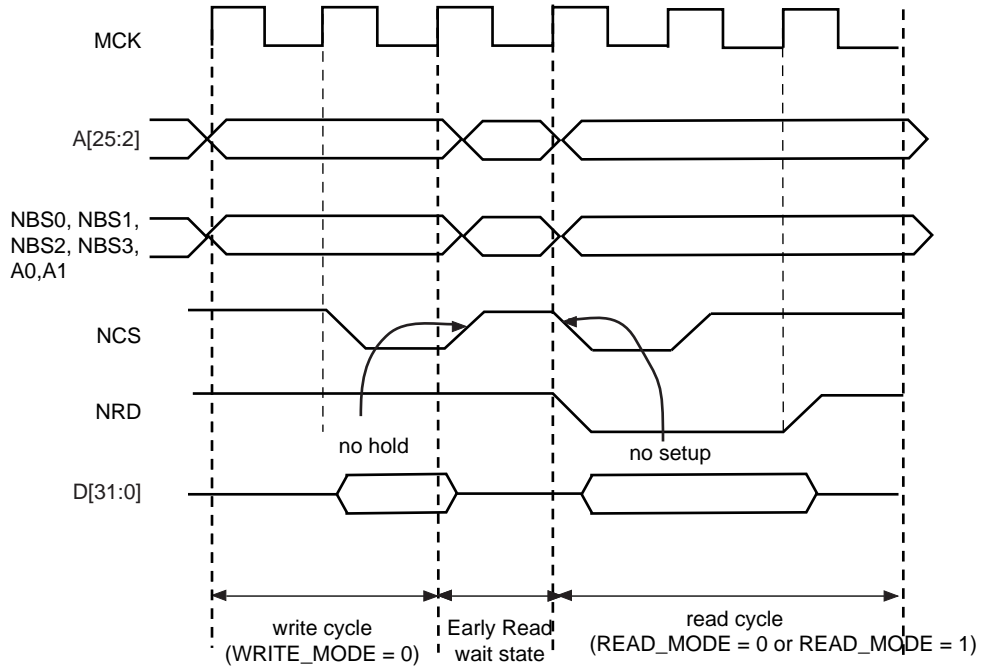 MCK
A[25:2]
NBS0, NBS1,
NBS2, NBS3,
A0,A1
NCS
NRD
no hold
no setup
D[31:0]
write cycle
(WRITE_MODE = 0)
Early Read
wait state
read cycle
(READ_MODE = 0 or READ_MODE = 1)